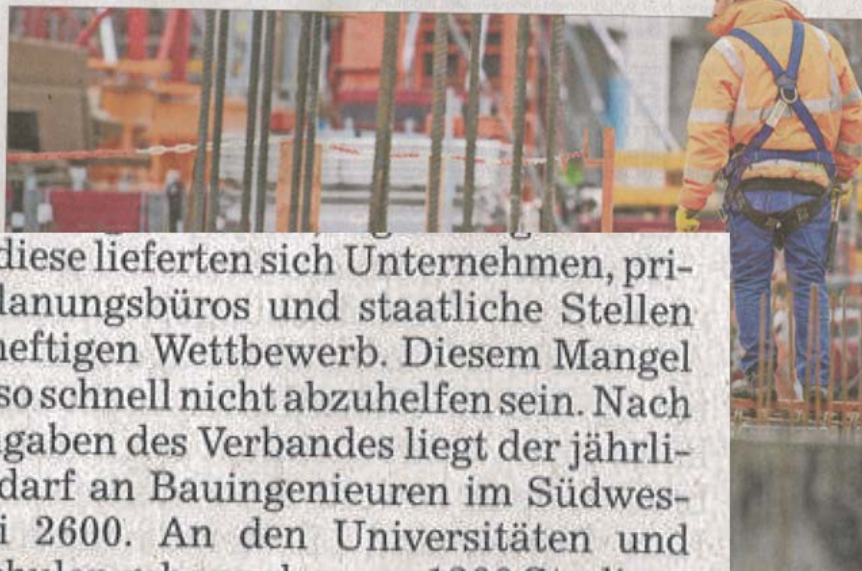 diese lieferten sich Unternehmen, pri-
lanungsbüros und staatliche Stellen
heftigen Wettbewerb. Diesem Mangel
so schnell nicht abzuhelfen sein. Nach
gaben des Verbandes liegt der jährli-
darf an Bauingenieuren im Südwes-
i 2600. An den Universitäten und